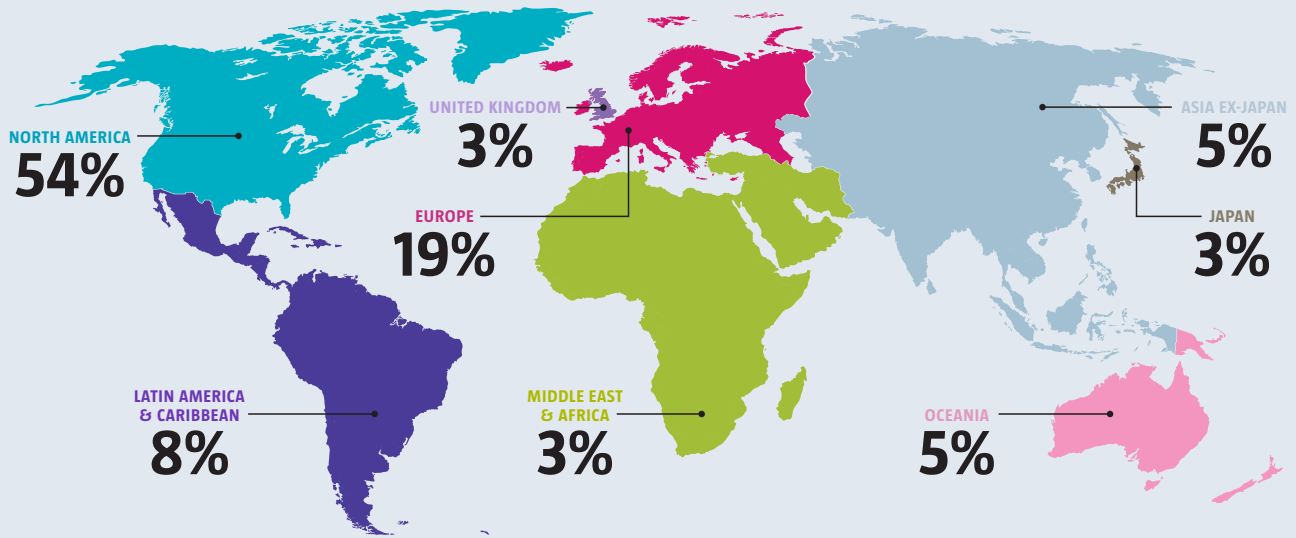 NORTH AMERICA
54%
UNITED KINGDOM
3%
EUROPE
19%
ASIA EX-JAPAN
5%
JAPAN
3%
LATIN AMERICA
& CARIBBEAN
8%
MIDDLE EAST
& AFRICA
3%
OCEANIA
5%